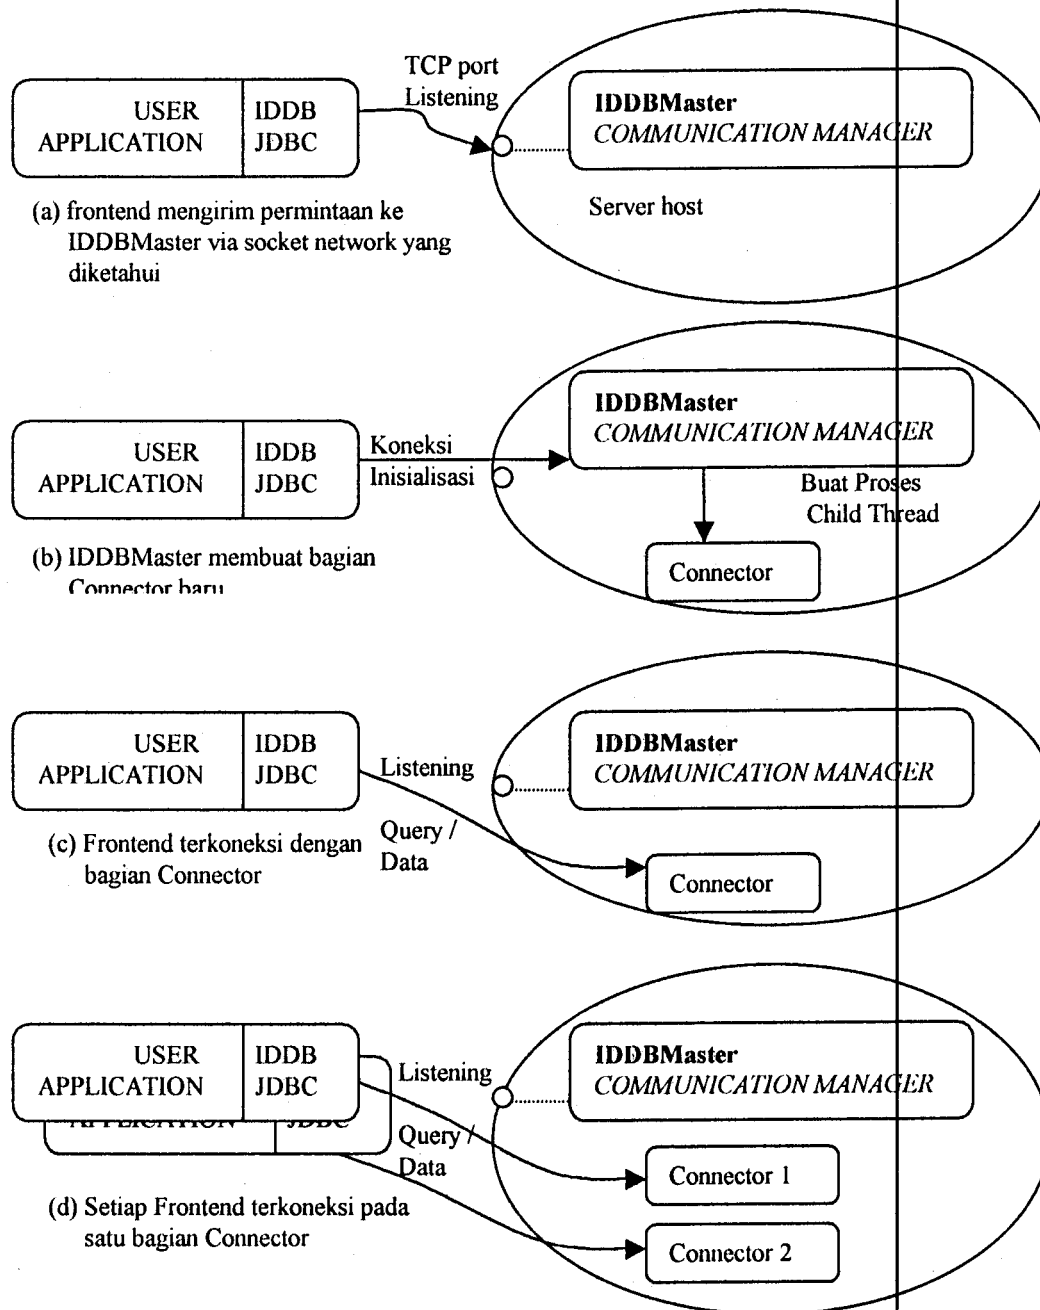 TCP port
Listening
USER IDDB
APPLICATION JDBC
IDDBMaster
COMMUNICATION MANAGER
Server host
(a) frontend mengirim permintaan ke
IDDBMaster via socket network yang
diketahui
USER IDDB
APPLICATION JDBC
Koneksi
Inisialisasi
IDDBMaster
COMMUNICATION MANAGER
Buat Proses
Child Thread
Connector
(b) IDDBMaster membuat bagian
Connector baru
USER IDDB
APPLICATION JDBC
Listening
Query /
Data
IDDBMaster
COMMUNICATION MANAGER
Connector
(c) Frontend terkoneksi dengan
bagian Connector
USER IDDB
APPLICATION JDBC
APPLICATION JDBC
Listening
Query /
Data
IDDBMaster
COMMUNICATION MANAGER
Connector 1
Connector 2
(d) Setiap Frontend terkoneksi pada
satu bagian Connector